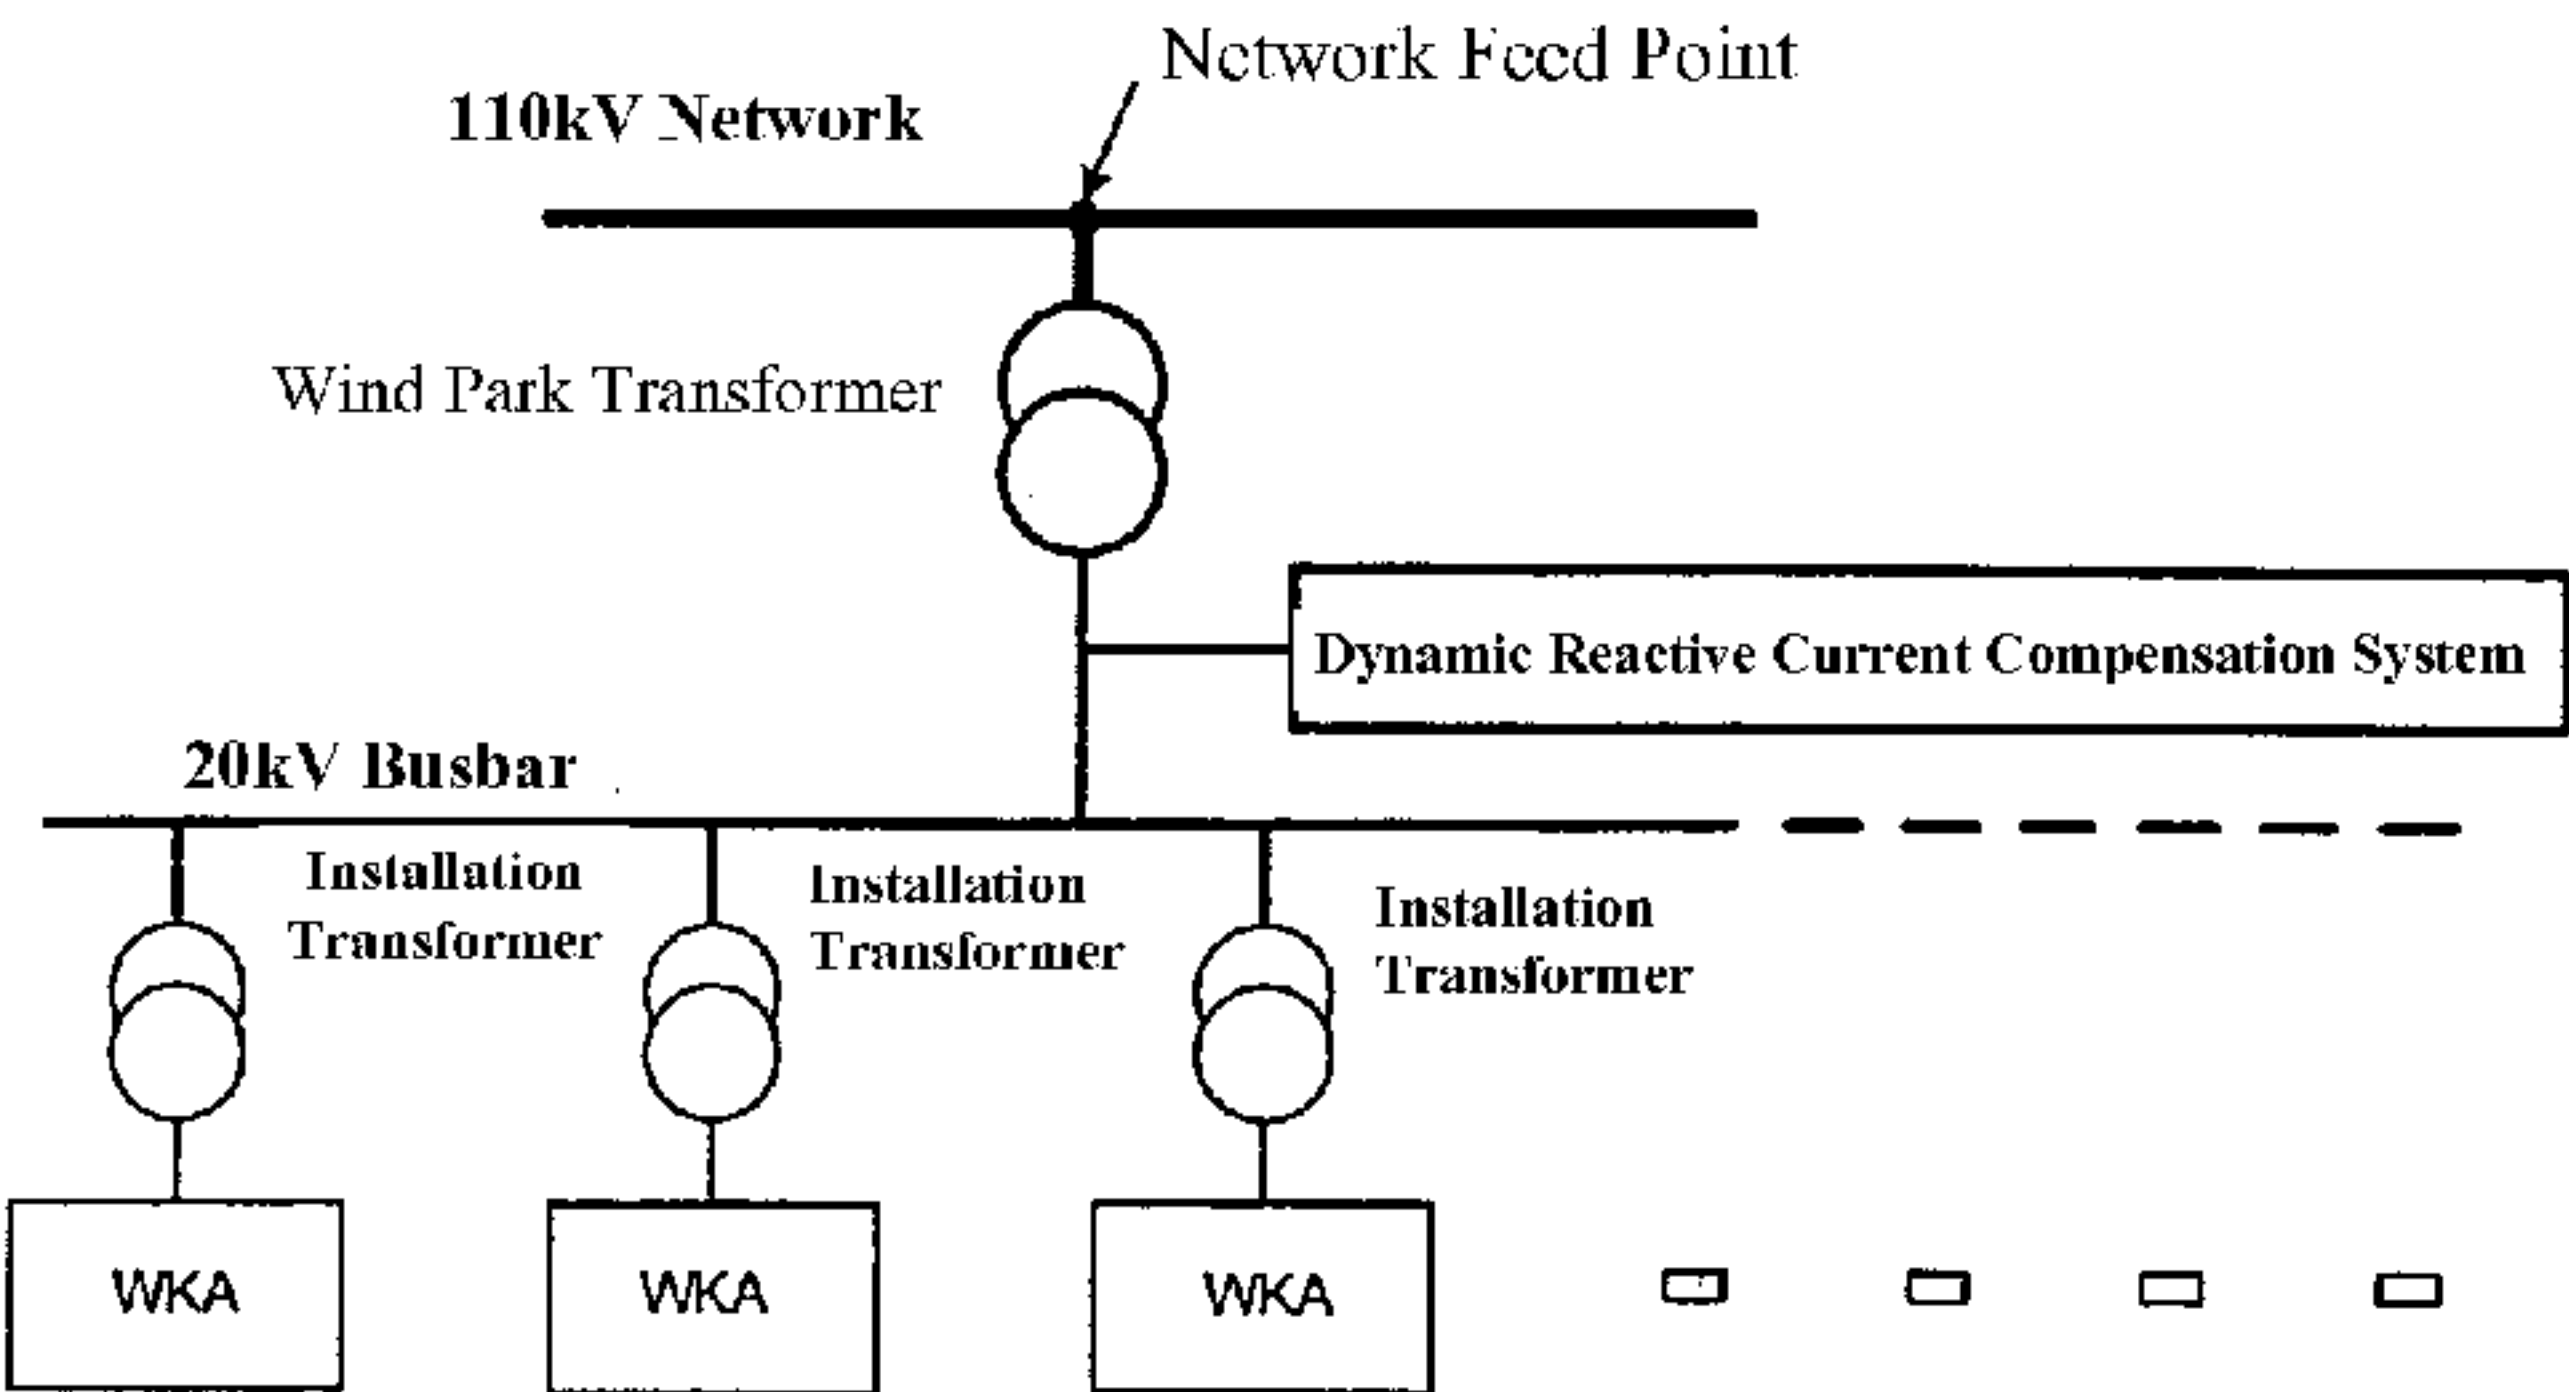 Network Feed Point
110kV Network
Wind Park Transformer
Dynamic Reactive Current Compensation System
20kV Busbar
Installation
Transformer
Installation
Transformer
Installation
Transformer
WKA
WKA
WKA